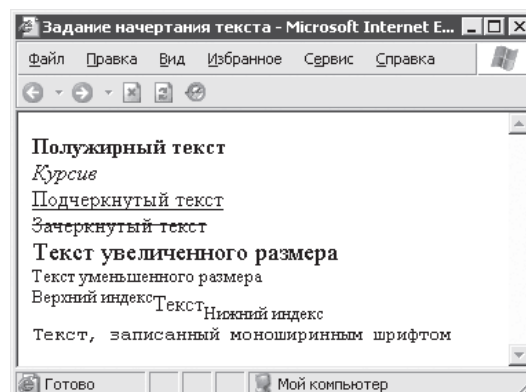 Задание начертания текста - Microsoft Internet E...
Файл Правка Вид Избранное Сервис Справка
Полужирный текст
Курсив
Подчеркнутый текст
Зачеркнутый текст
Текст увеличенного размера
Текст уменьшенного размера
Верхний индексТекстНижний индекс
Текст, записанный моноширинным шрифтом
Готово Мой компьютер